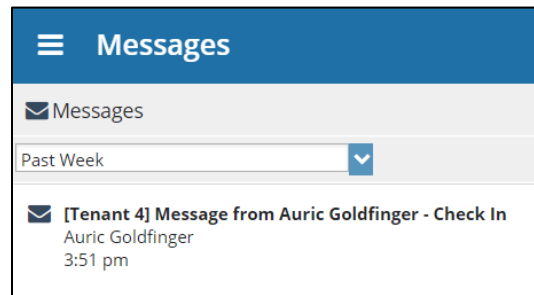 Messages
Messages
Past Week
[Tenant 4] Message from Auric Goldfinger - Check In
Auric Goldfinger
3:51 pm